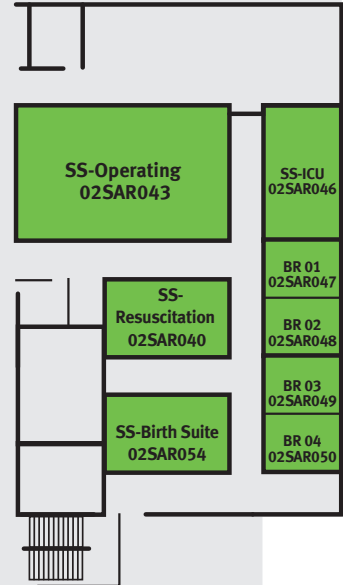 SS-Operating
02SAR043
SS-ICU
02SAR046
BR 01
02SAR047
SS-
Resuscitation
02SAR040
BR 02
02SAR048
BR 03
02SAR049
SS-Birth Suite
02SAR054
BR 04
02SAR050